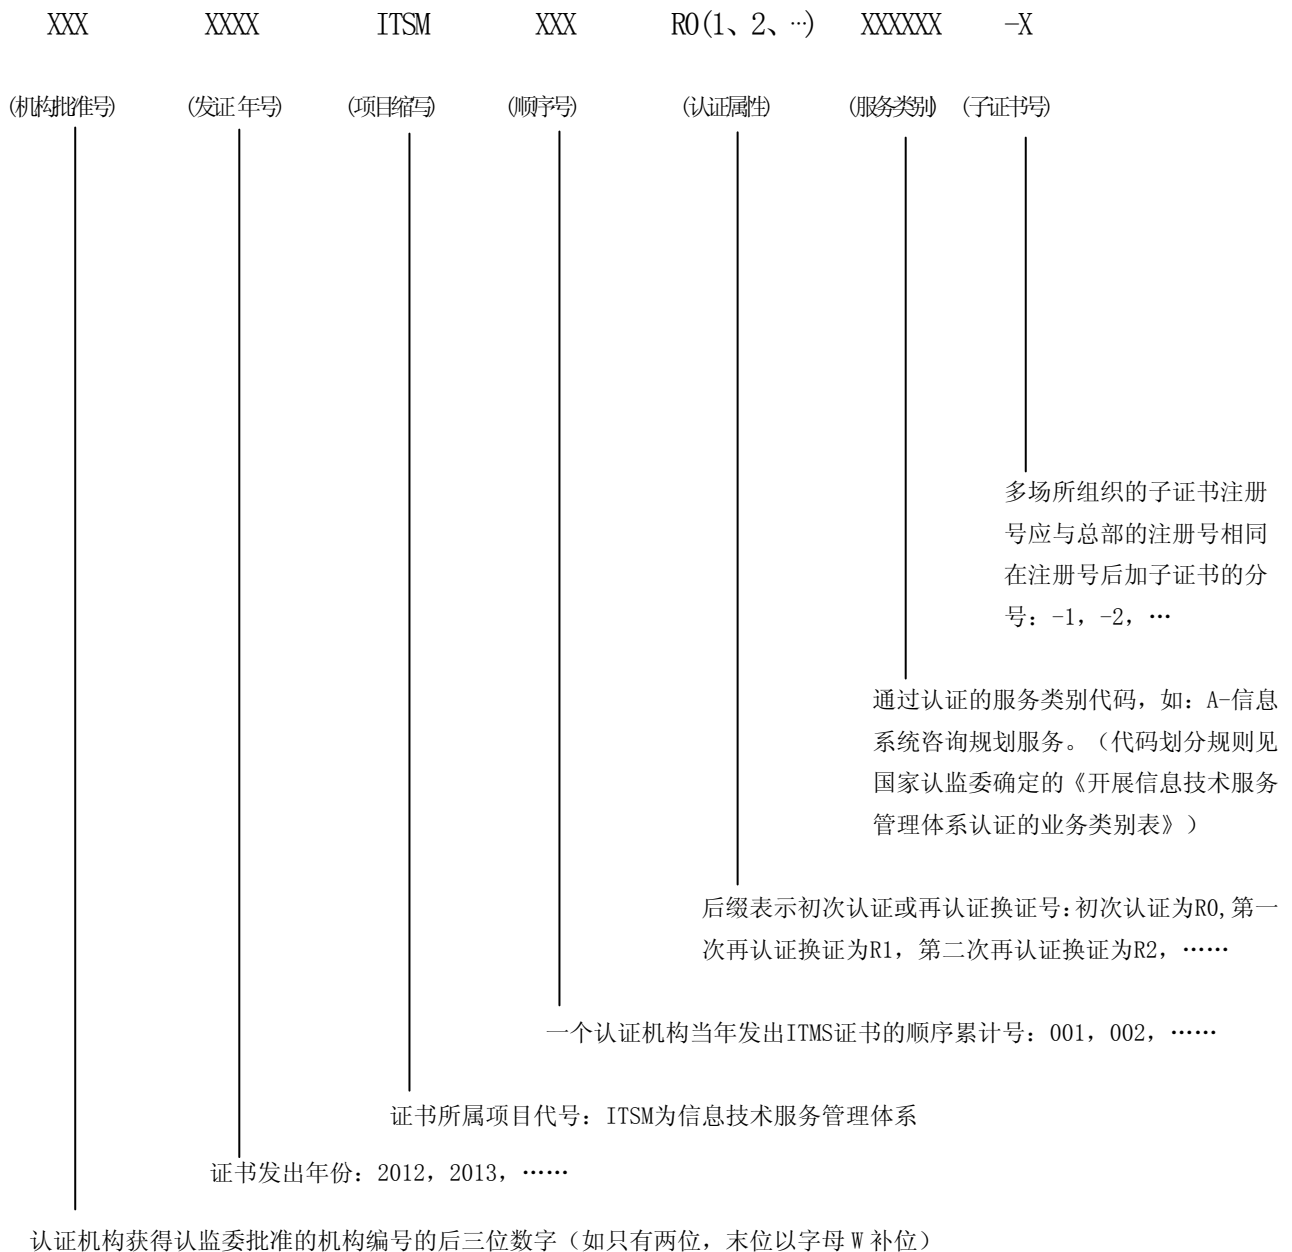 XXX XXXX ITSM XXX R0(1、2、…) XXXXXX -X
(机构批准号) (发证年号) (项目缩写) (顺序号) (认证属性) (服务类别) (子证书号)
多场所组织的子证书注册
号应与总部的注册号相同
在注册号后加子证书的分
号：-1，-2，…
通过认证的服务类别代码，如：A-信息
系统咨询规划服务。（代码划分规则见
国家认监委确定的《开展信息技术服务
管理体系认证的业务类别表》）
后缀表示初次认证或再认证换证号:初次认证为R0,第一
次再认证换证为R1，第二次再认证换证为R2，……
一个认证机构当年发出ITMS证书的顺序累计号：001，002，……
证书所属项目代号：ITSM为信息技术服务管理体系
证书发出年份：2012，2013，……
认证机构获得认监委批准的机构编号的后三位数字（如只有两位，末位以字母 W 补位）